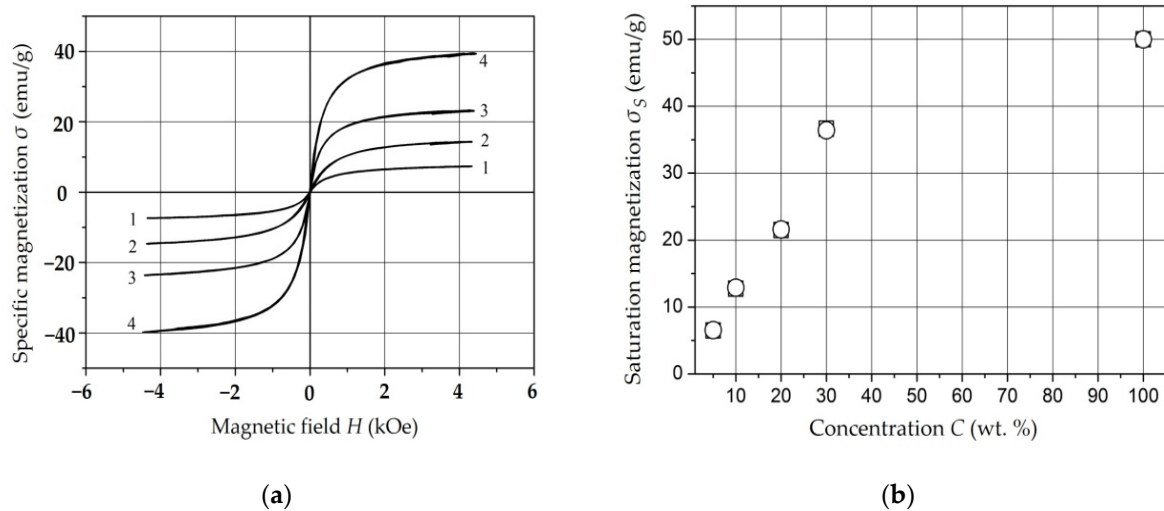 Specific magnetization σ (emu/g)
40
20
0
−20
−40
4
3
2
1
1
2
3
4
−6 −4 −2 0 2 4 6
Magnetic field H (kOe)
(a)
Saturation magnetization σS (emu/g)
50
40
30
20
10
0
10 20 30 40 50 60 70 80 90 100
Concentration C (wt. %)
(b)